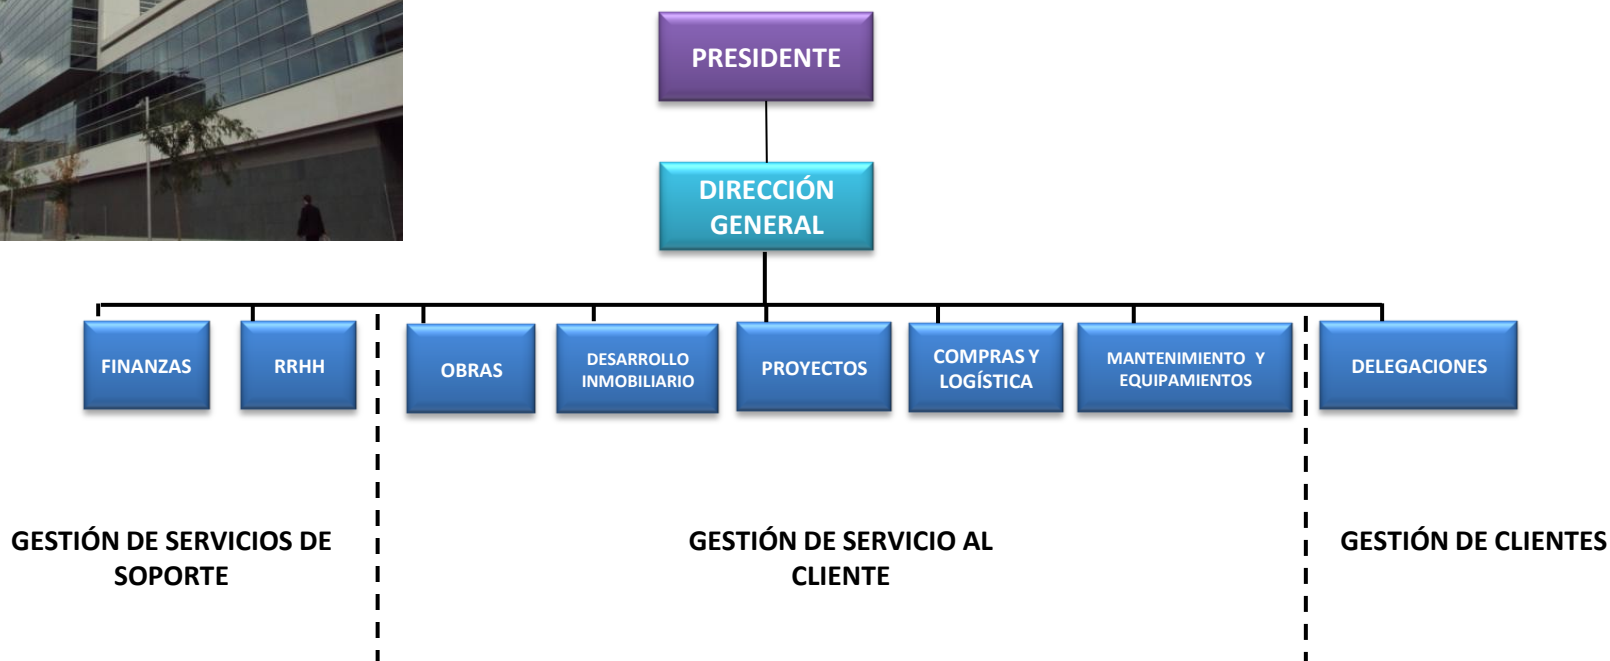 PRESIDENTE
DIRECCIÓN
GENERAL
FINANZAS
RRHH
OBRAS
DESARROLLO
INMOBILIARIO
PROYECTOS
COMPRAS Y
LOGÍSTICA
MANTENIMIENTO Y
EQUIPAMIENTOS
DELEGACIONES
GESTIÓN DE SERVICIOS DE
SOPORTE
GESTIÓN DE SERVICIO AL
CLIENTE
GESTIÓN DE CLIENTES